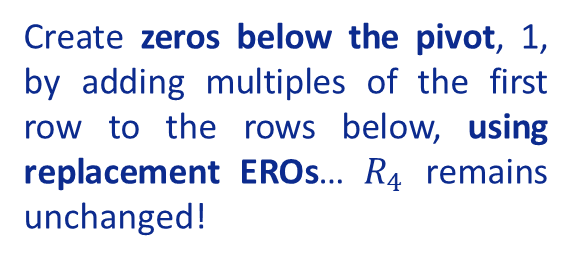 Create zeros below the pivot, 1,
by adding multiples of the first
row to the rows below, using
replacement EROs... R₄ remains
unchanged!